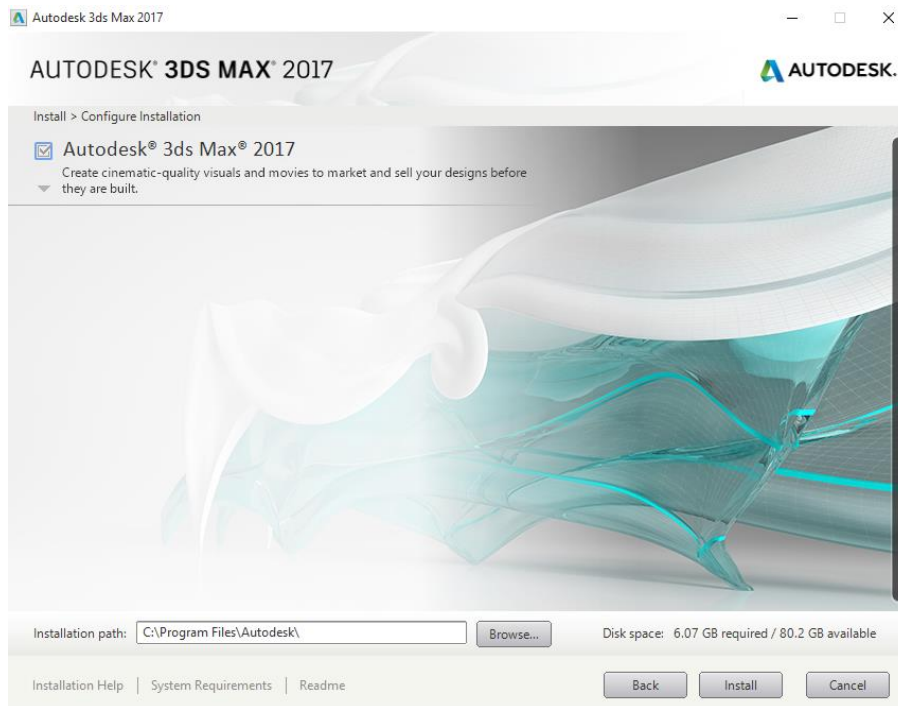 Autodesk 3ds Max 2017
AUTODESK® 3DS MAX® 2017
AUTODESK.
Install > Configure Installation
Autodesk® 3ds Max® 2017
Create cinematic-quality visuals and movies to market and sell your designs before
they are built.
Installation path: C:\Program Files\Autodesk\ Browse... Disk space: 6.07 GB required / 80.2 GB available
Installation Help | System Requirements | Readme Back Install Cancel